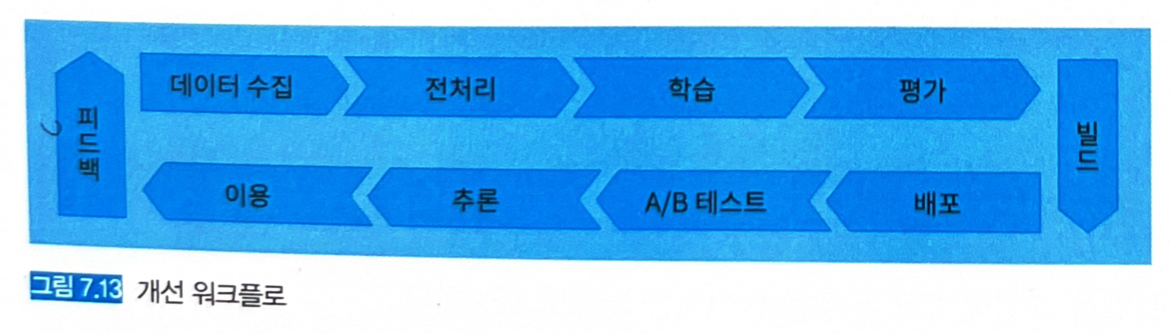 피드백
데이터 수집
전처리
학습
평가
빌드
배포
A/B 테스트
추론
이용
그림 7.13 개선 워크플로